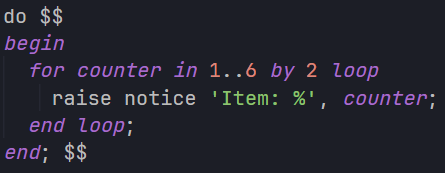 do $$
begin
  for counter in 1..6 by 2 loop
    raise notice 'Item: %', counter;
  end loop;
end; $$